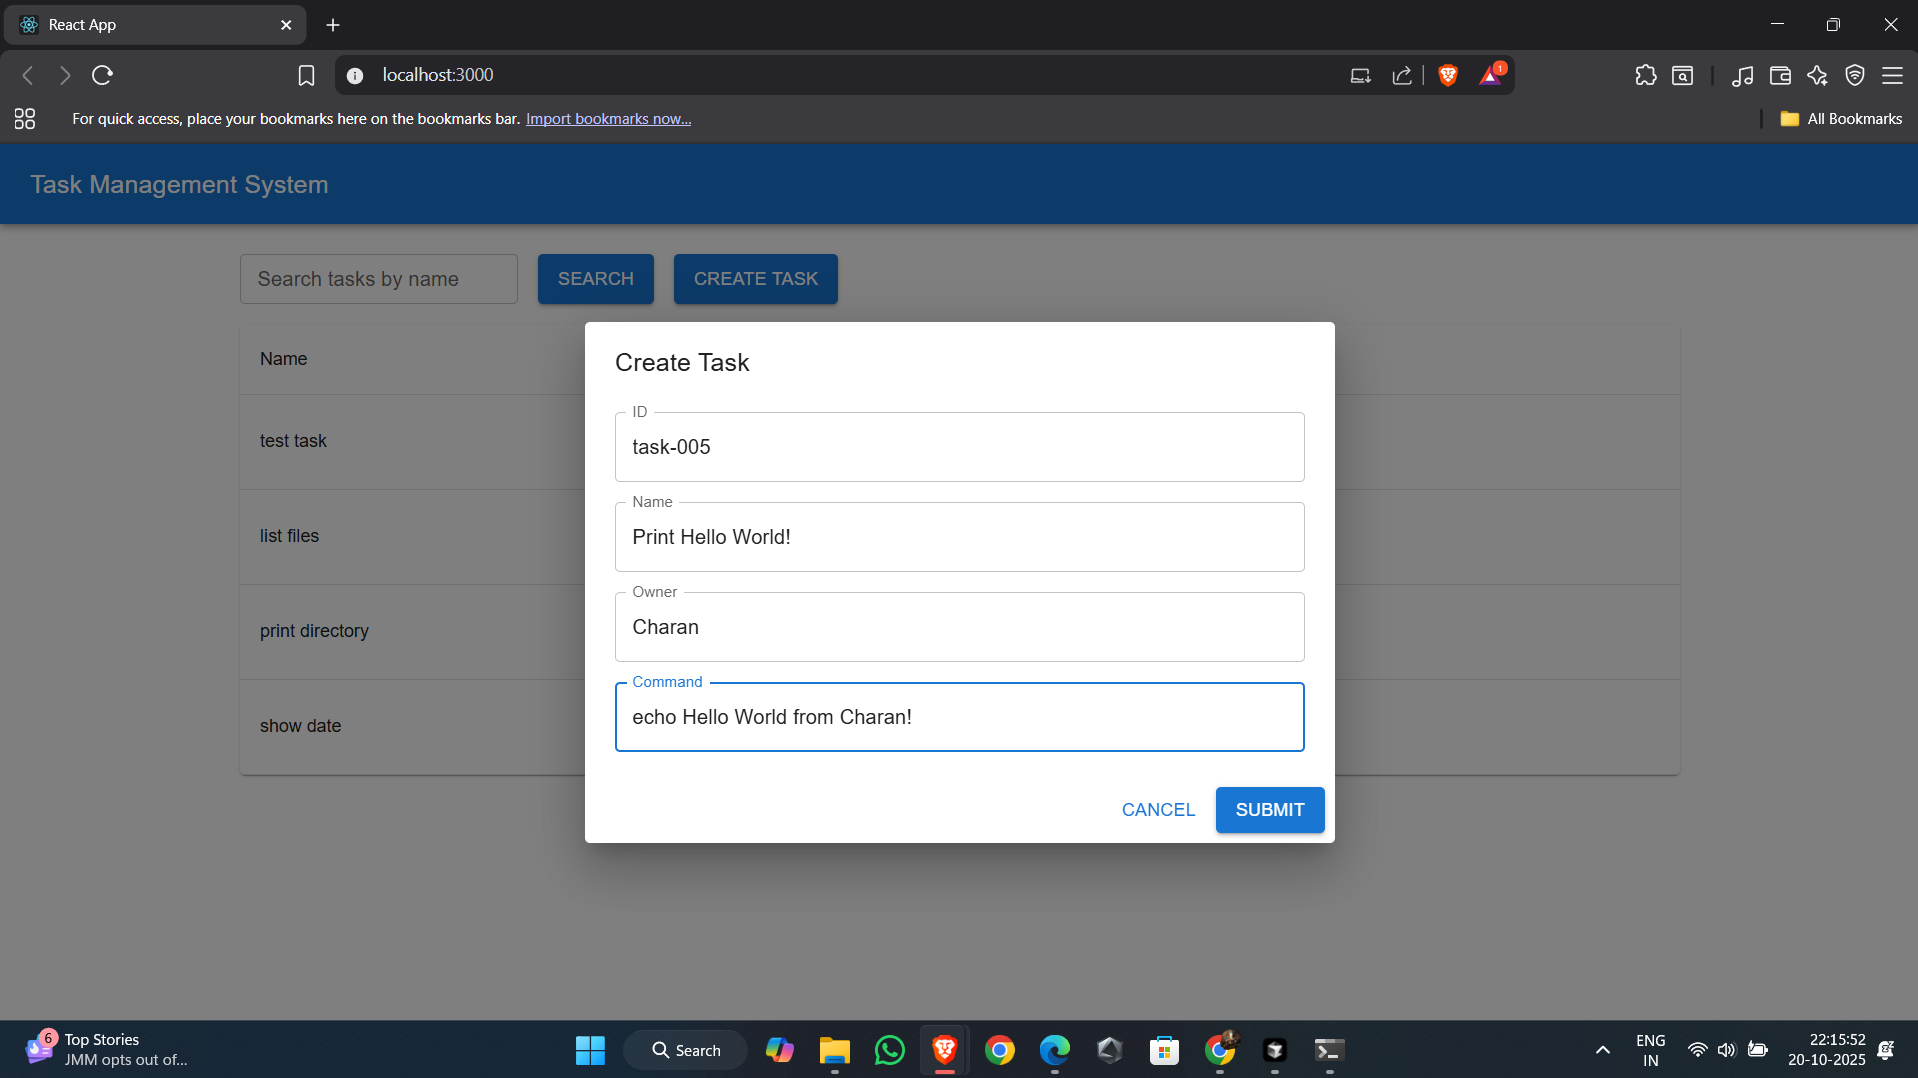 React App
localhost:3000
1
For quick access, place your bookmarks here on the bookmarks bar. Import bookmarks now...
All Bookmarks
Task Management System
Search tasks by name
SEARCH
CREATE TASK
Name
test task
list files
print directory
show date
Create Task
ID
task-005
Name
Print Hello World!
Owner
Charan
Command
echo Hello World from Charan!
CANCEL
SUBMIT
6
Top Stories
JMM opts out of...
Search
ENG
IN
22:15:52
20-10-2025